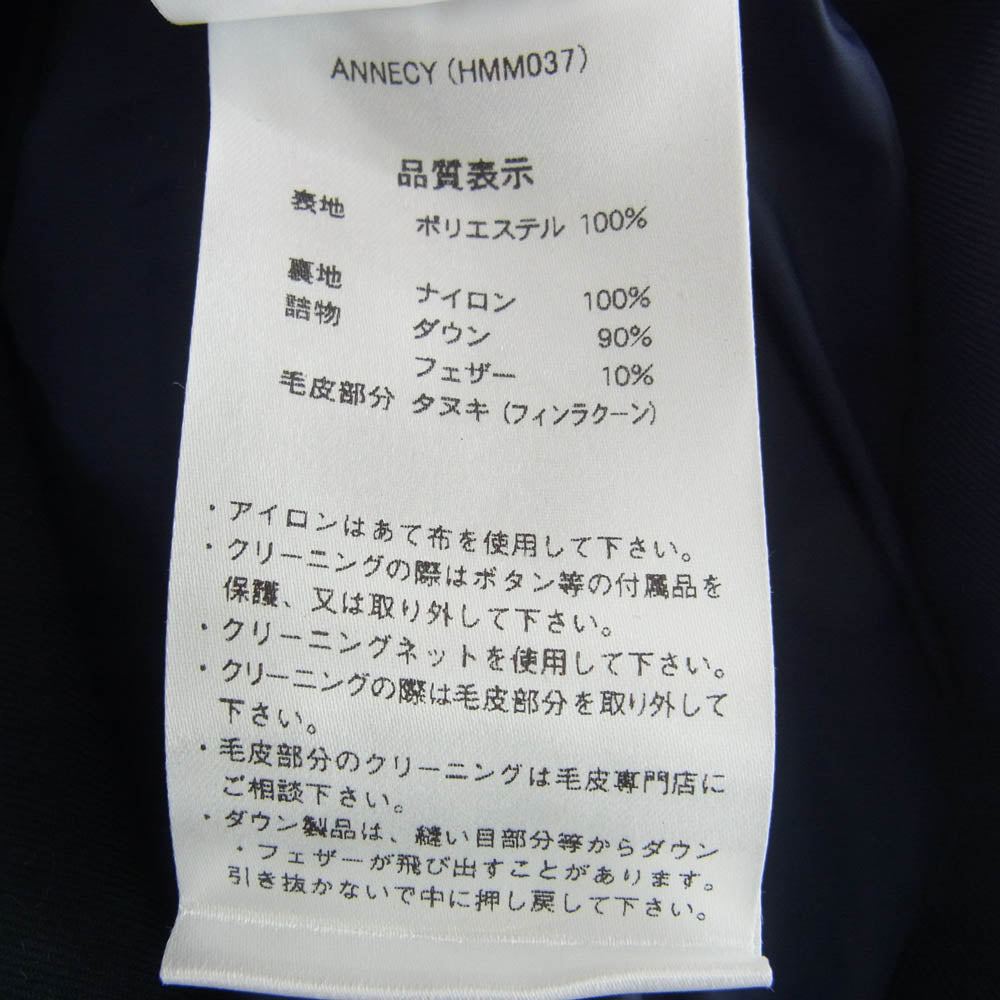 ANNECY (HMM037)
品質表示
表地 ポリエステル 100%
裏地 ナイロン 100%
詰物 ダウン 90%
フェザー 10%
毛皮部分 タヌキ (フィンラクーン)
・アイロンはあて布を使用して下さい。
・クリーニングの際はボタン等の付属品を
保護、又は取り外して下さい。
・クリーニングネットを使用して下さい。
・クリーニングの際は毛皮部分を取り外して
下さい。
・毛皮部分のクリーニングは毛皮専門店に
ご相談下さい。
・ダウン製品は、縫い目部分等からダウン
・フェザーが飛び出すことがあります。
引き抜かないで中に押し戻して下さい。